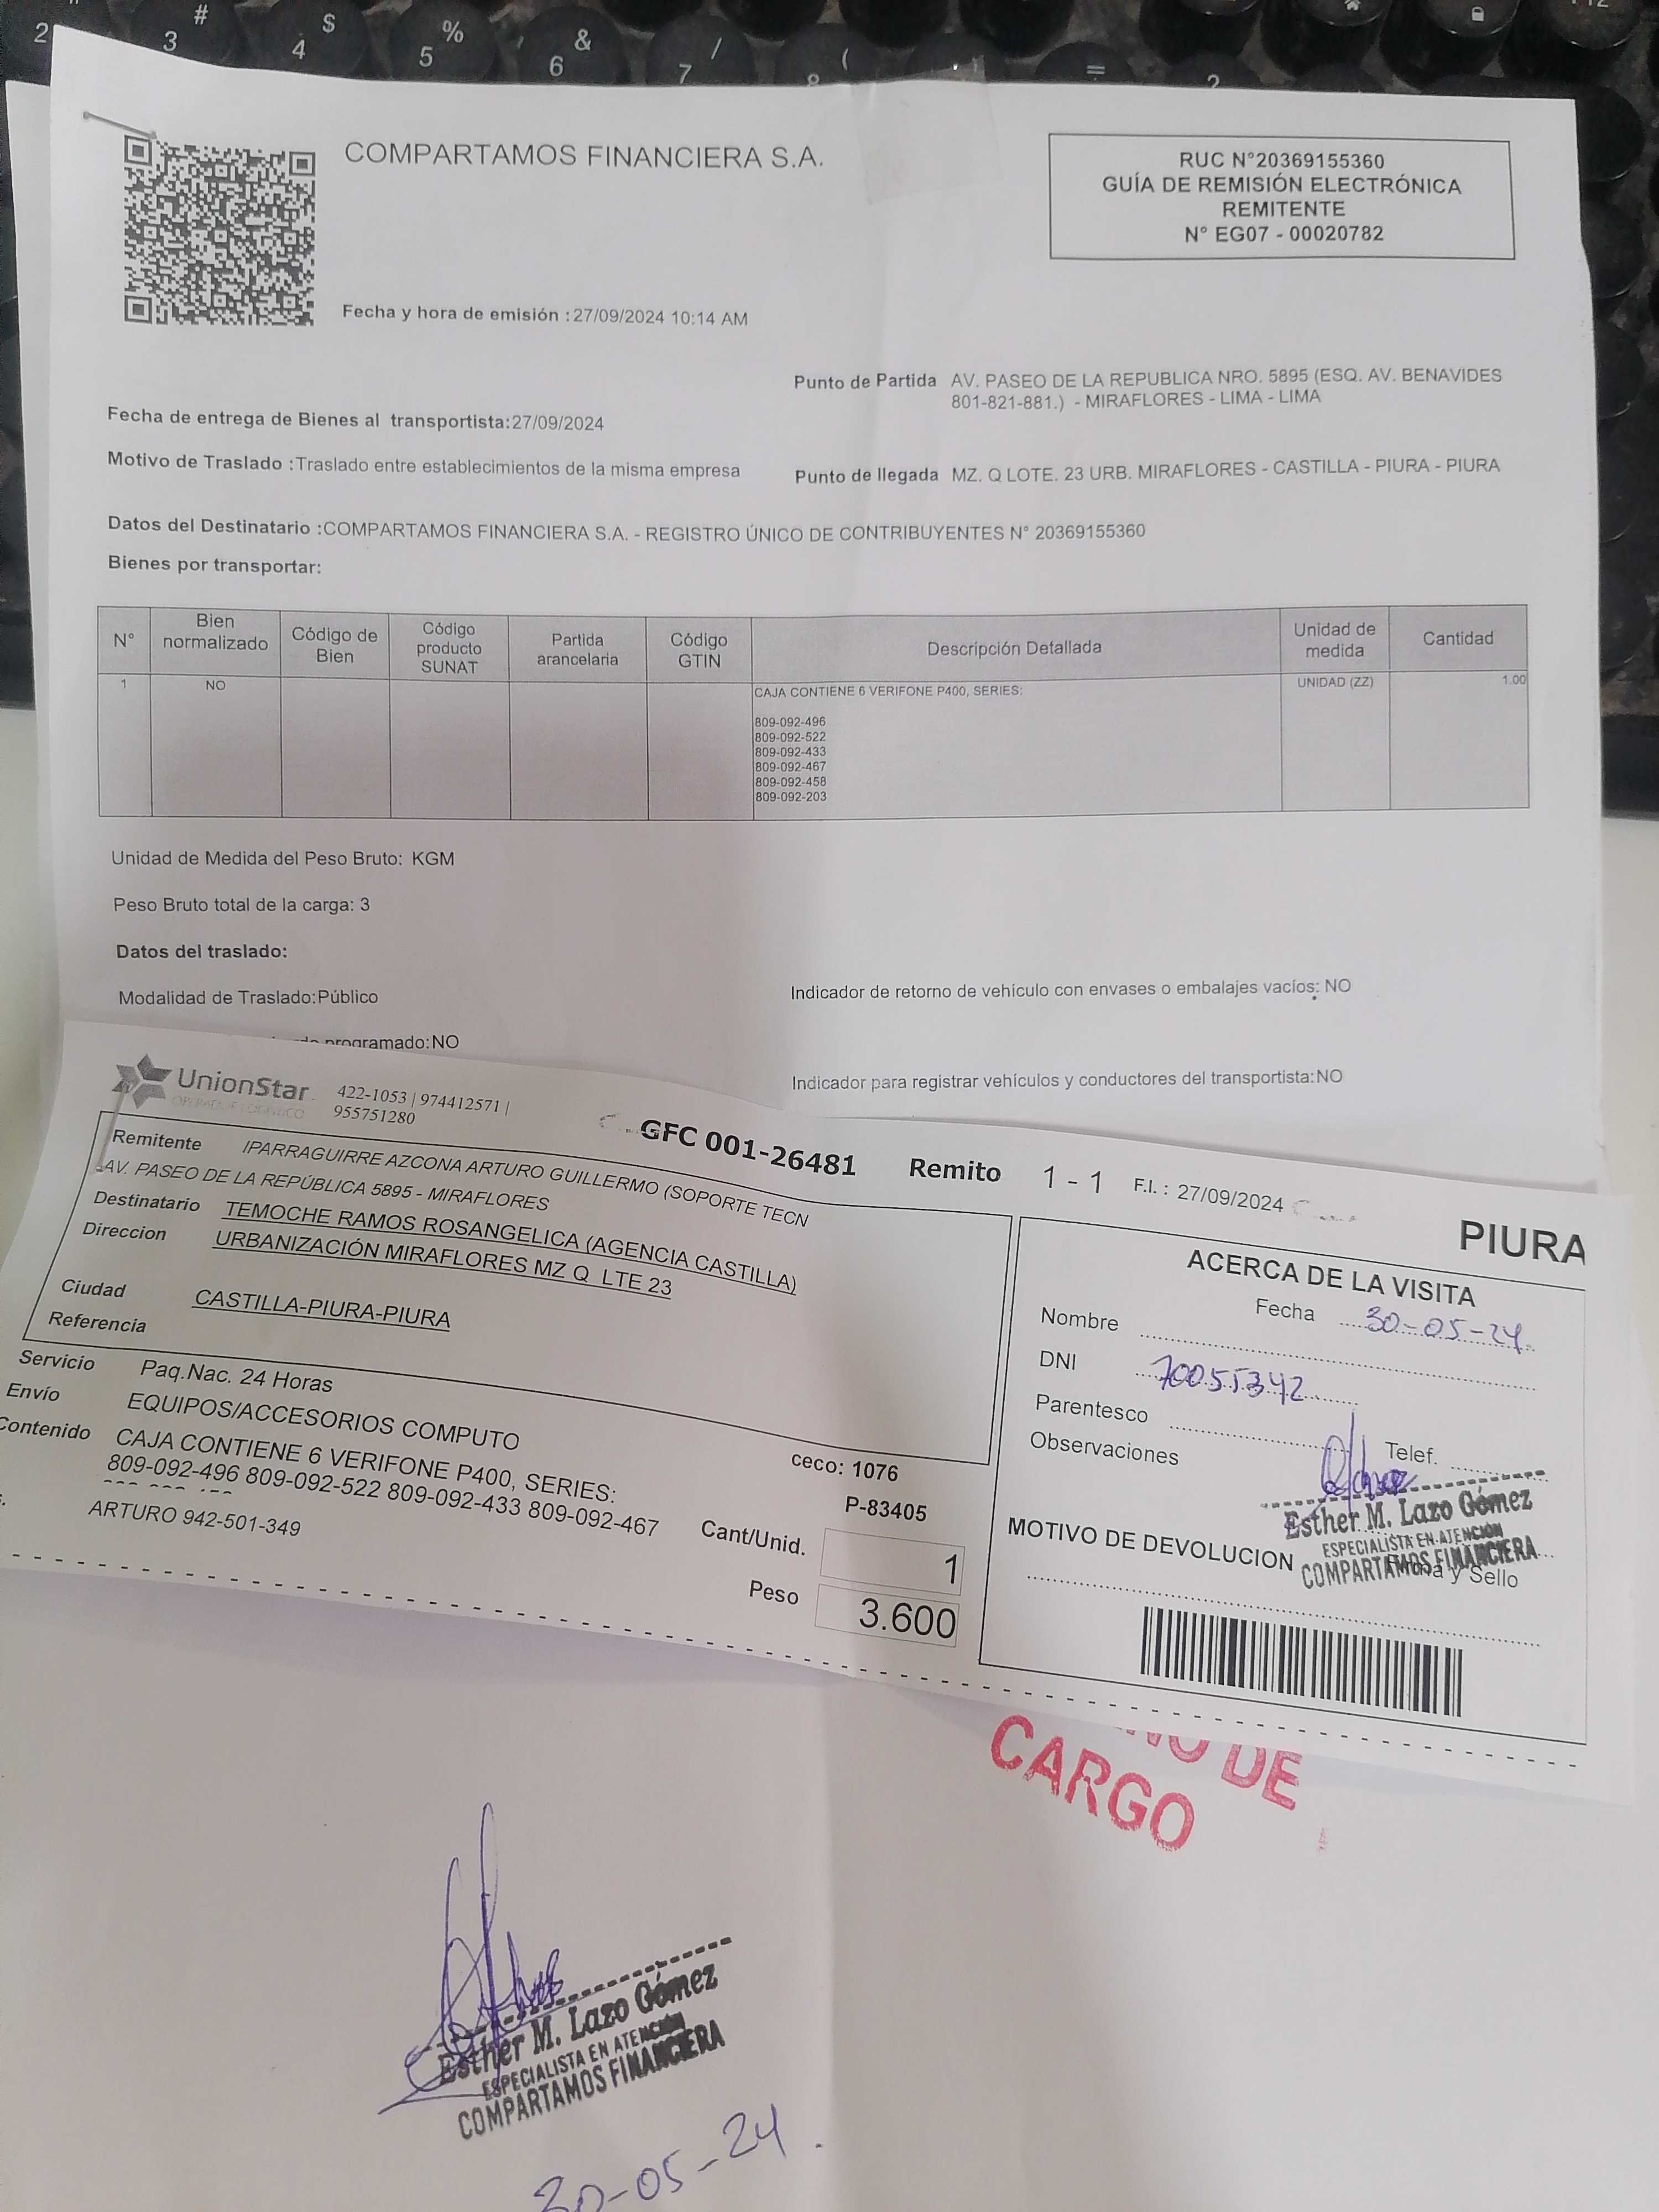 COMPARTAMOS FINANCIERA S.A.
RUC N°20369155360
GUÍA DE REMISIÓN ELECTRÓNICA
REMITENTE
N° EG07 - 00020782
Fecha y hora de emisión :27/09/2024 10:14 AM
Punto de Partida AV. PASEO DE LA REPUBLICA NRO. 5895 (ESQ. AV. BENAVIDES
801-821-881.) - MIRAFLORES - LIMA - LIMA
Fecha de entrega de Bienes al transportista:27/09/2024
Motivo de Traslado :Traslado entre establecimientos de la misma empresa
Punto de llegada MZ. Q LOTE. 23 URB. MIRAFLORES - CASTILLA - PIURA - PIURA
Datos del Destinatario :COMPARTAMOS FINANCIERA S.A. - REGISTRO ÚNICO DE CONTRIBUYENTES N° 20369155360
Bienes por transportar:
N° Bien normalizado Código de Bien Código producto SUNAT Partida arancelaria Código GTIN Descripción Detallada Unidad de medida Cantidad
1 NO CAJA CONTIENE 6 VERIFONE P400, SERIES: UNIDAD (ZZ) 1.00
809-092-496
809-092-522
809-092-433
809-092-467
809-092-458
809-092-203
Unidad de Medida del Peso Bruto: KGM
Peso Bruto total de la carga: 3
Datos del traslado:
Modalidad de Traslado:Público
Indicador de retorno de vehículo con envases o embalajes vacíos: NO
programado:NO
Indicador para registrar vehículos y conductores del transportista:NO
UnionStar
OPERADOR LOGÍSTICO
422-1053 | 974412571 |
955751280
GFC 001-26481 Remito 1 - 1 F.I. : 27/09/2024
PIURA
Remitente IPARRAGUIRRE AZCONA ARTURO GUILLERMO (SOPORTE TECN
AV. PASEO DE LA REPÚBLICA 5895 - MIRAFLORES
Destinatario TEMOCHE RAMOS ROSANGELICA (AGENCIA CASTILLA)
Direccion URBANIZACIÓN MIRAFLORES MZ Q LTE 23
Ciudad CASTILLA-PIURA-PIURA
Referencia
Servicio Paq.Nac. 24 Horas
Envío EQUIPOS/ACCESORIOS COMPUTO
Contenido CAJA CONTIENE 6 VERIFONE P400, SERIES:
809-092-496 809-092-522 809-092-433 809-092-467
ARTURO 942-501-349
ceco: 1076
P-83405
Cant/Unid. 1
Peso 3.600
ACERCA DE LA VISITA
Fecha 30-05-24.
Nombre
DNI 70055342
Parentesco
Telef.
Observaciones
Esther M. Lazo Gómez
ESPECIALISTA EN ATENCIÓN
COMPARTAMOS FINANCIERA
MOTIVO DE DEVOLUCION
Firma y Sello
DE
CARGO
Esther M. Lazo Gómez
ESPECIALISTA EN ATENCIÓN
COMPARTAMOS FINANCIERA
30-05-24.
# $ % & / ( =
2 3 4 5 6 7